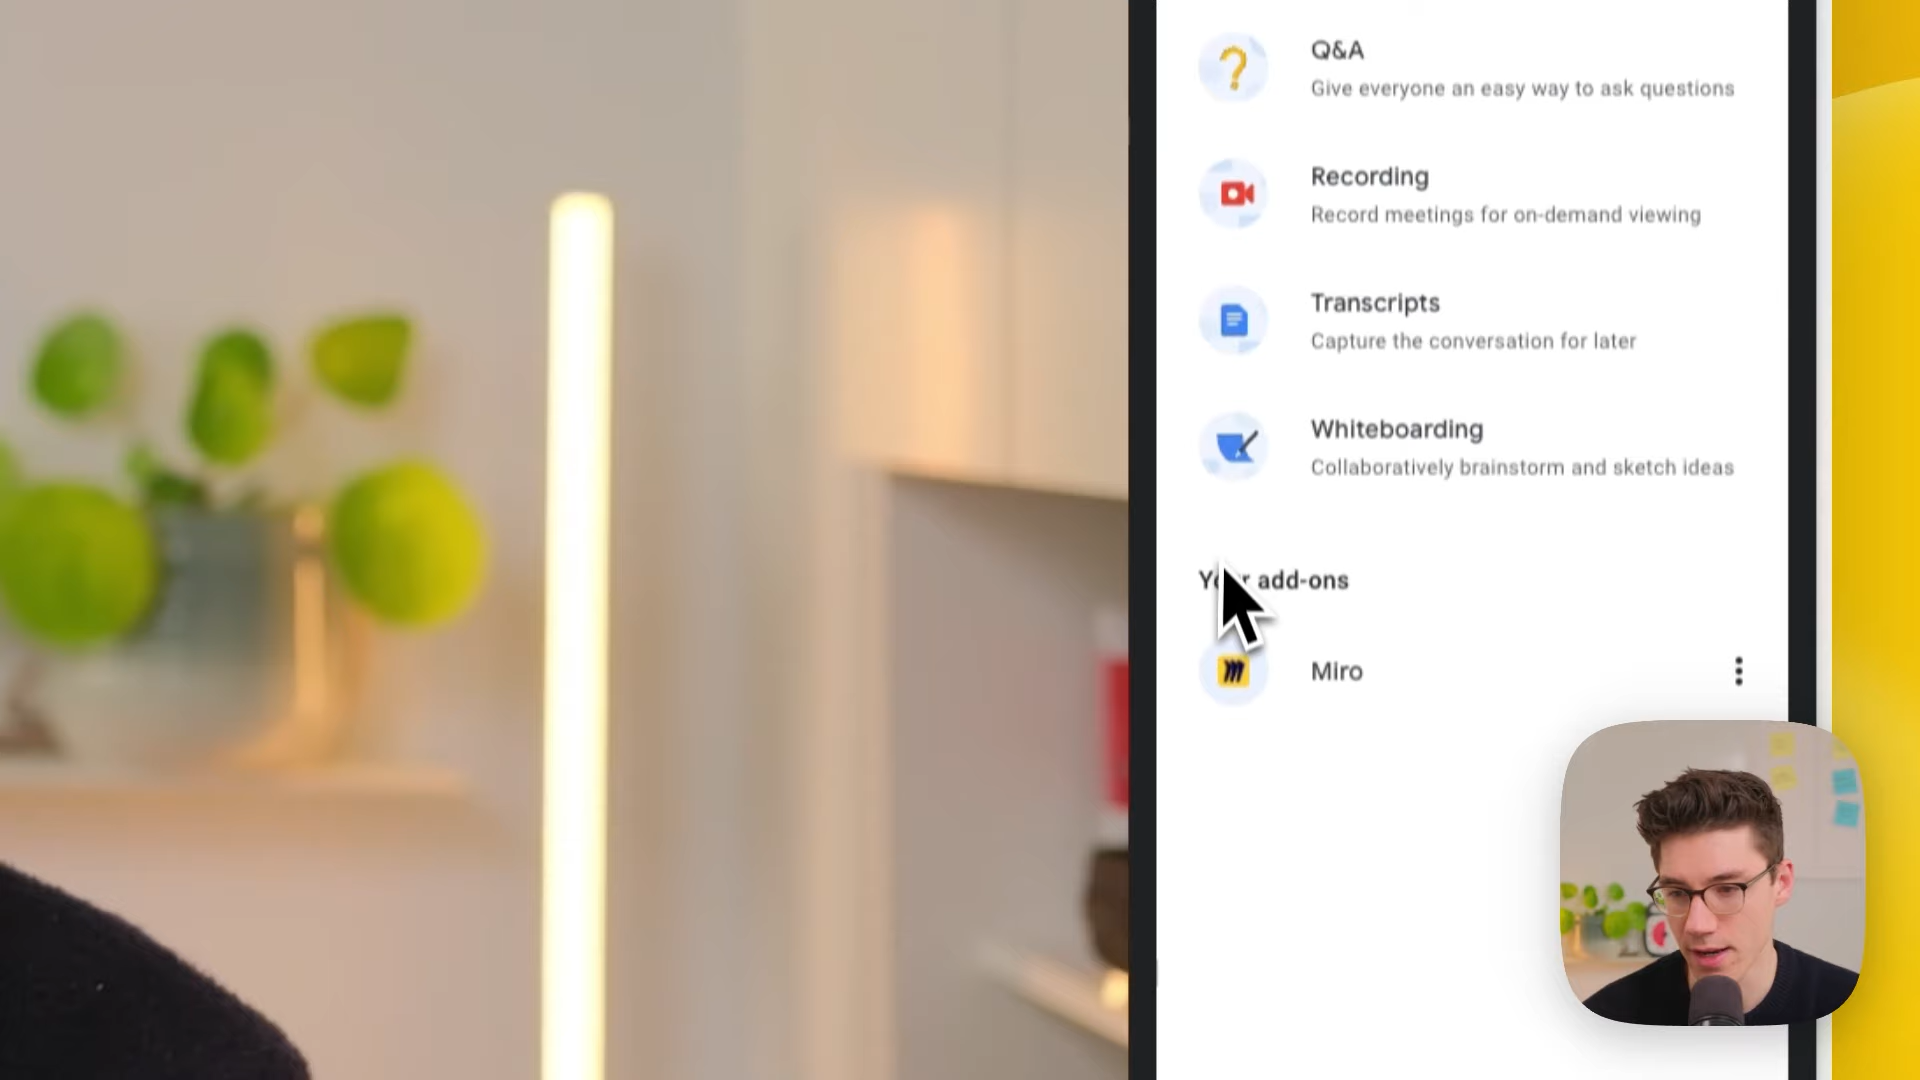 Q&A
Give everyone an easy way to ask questions
Recording
Record meetings for on-demand viewing
Transcripts
Capture the conversation for later
Whiteboarding
Collaboratively brainstorm and sketch ideas
Your add-ons
Miro